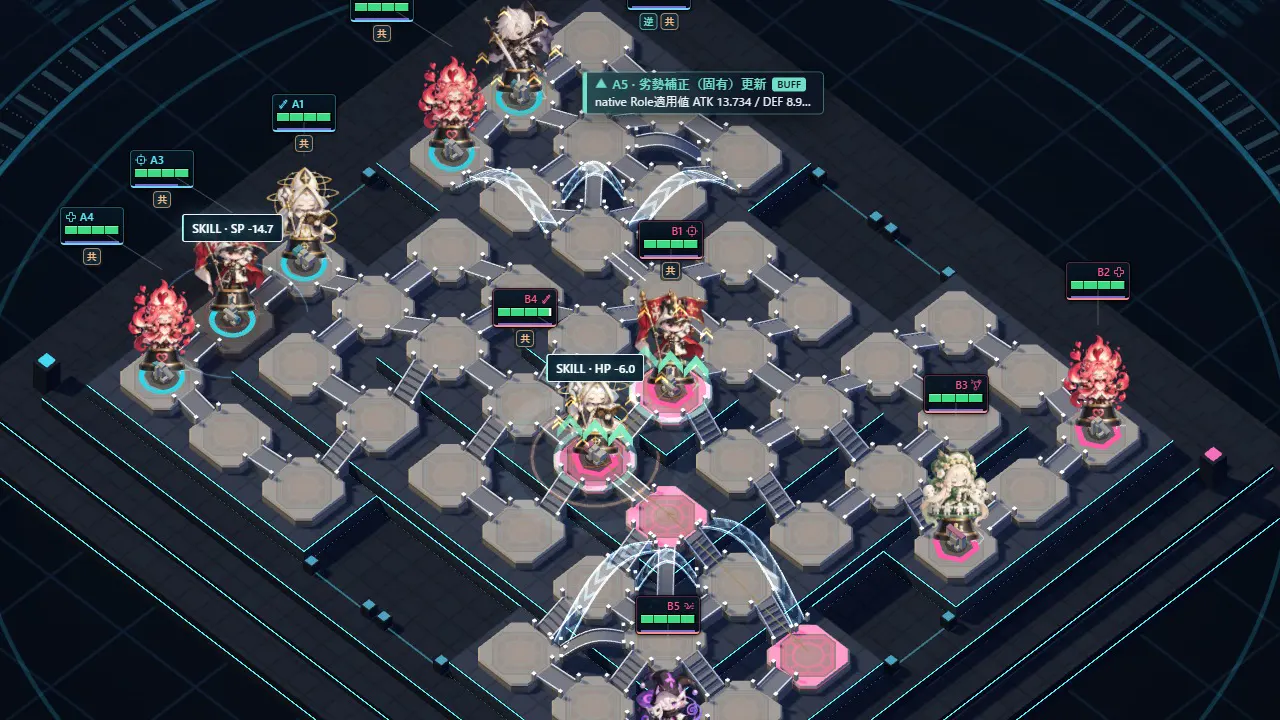 共
逆 共
▲ A5・劣勢補正（固有）更新 BUFF
native Role適用値 ATK 13.734 / DEF 8.9...
A1
共
A3
共
A4
共
SKILL · SP -14.7
B1
共
B2
B4
共
SKILL · HP -6.0
B3
B5